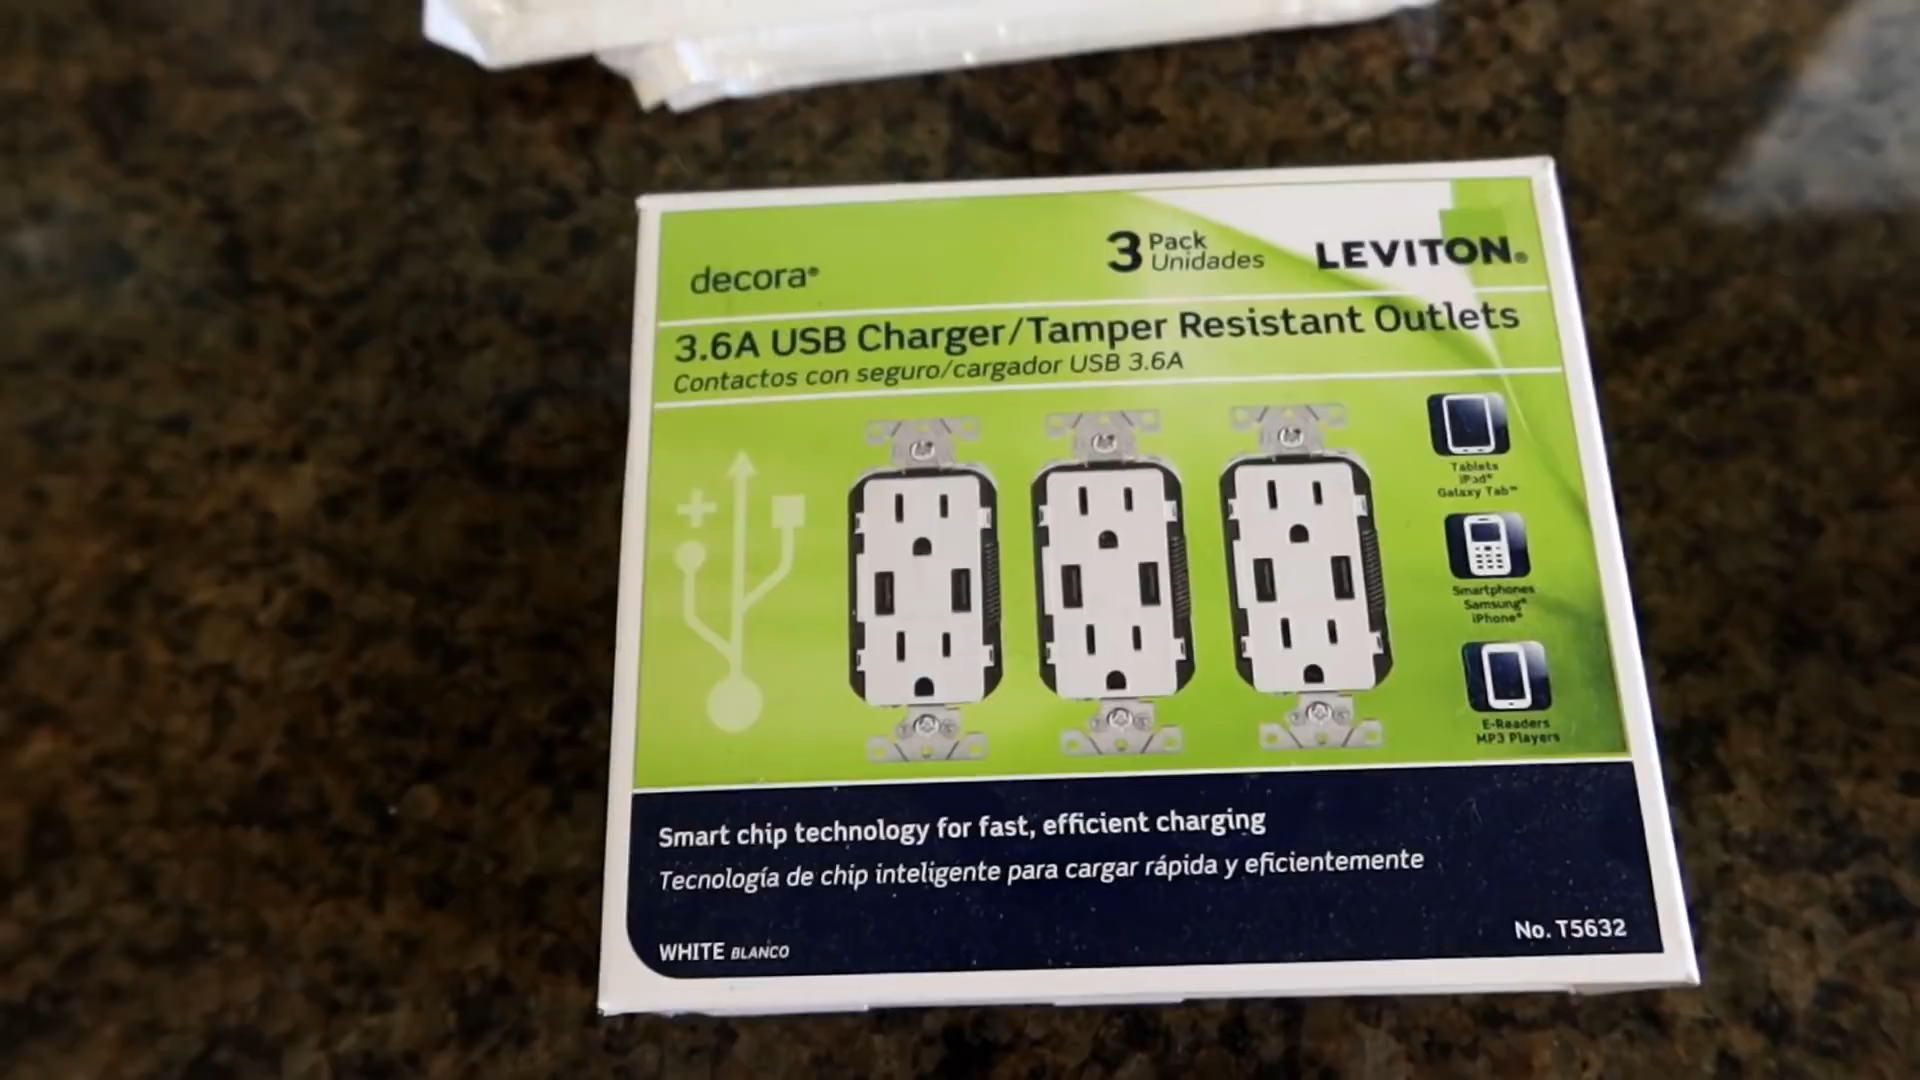 decora®
3 Pack
Unidades
LEVITON®
3.6A USB Charger/Tamper Resistant Outlets
Contactos con seguro/cargador USB 3.6A
Tablets
iPad®
Galaxy Tab™
Smartphones
Samsung®
iPhone®
E-Readers
MP3 Players
Smart chip technology for fast, efficient charging
Tecnología de chip inteligente para cargar rápida y eficientemente
WHITE BLANCO
No. T5632